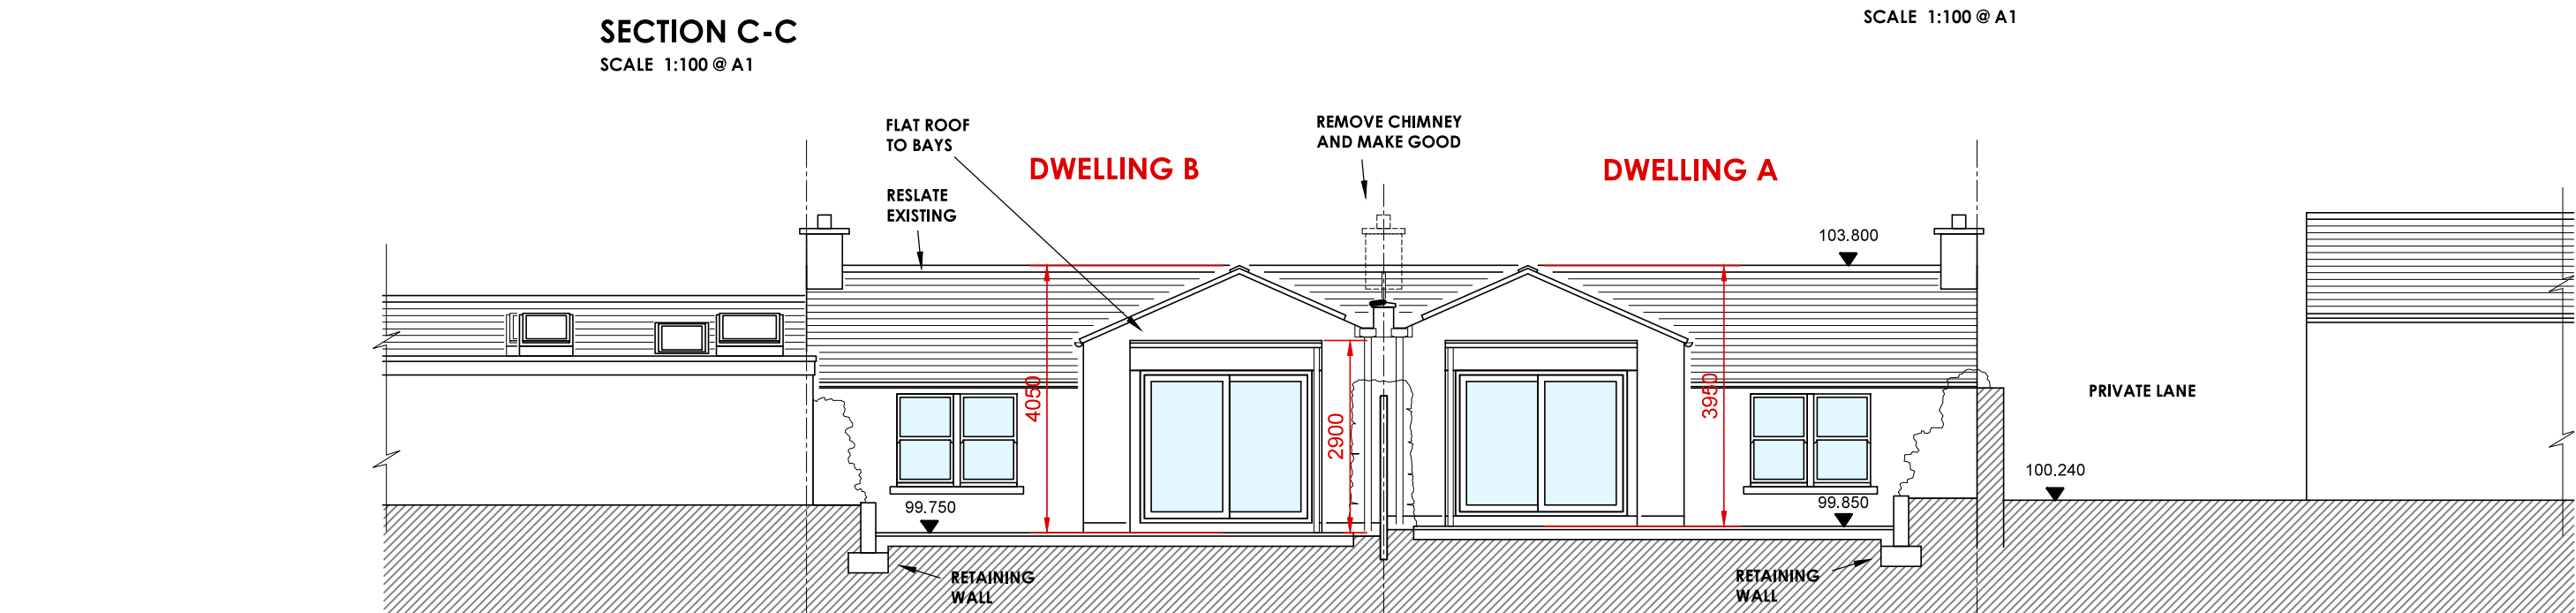 SECTION C-C
SCALE 1:100 @ A1
SCALE 1:100 @ A1
FLAT ROOF
TO BAYS
REMOVE CHIMNEY
AND MAKE GOOD
DWELLING B
DWELLING A
RESLATE
EXISTING
103.800
4050
2900
3950
PRIVATE LANE
100.240
99.750
99.850
RETAINING
WALL
RETAINING
WALL